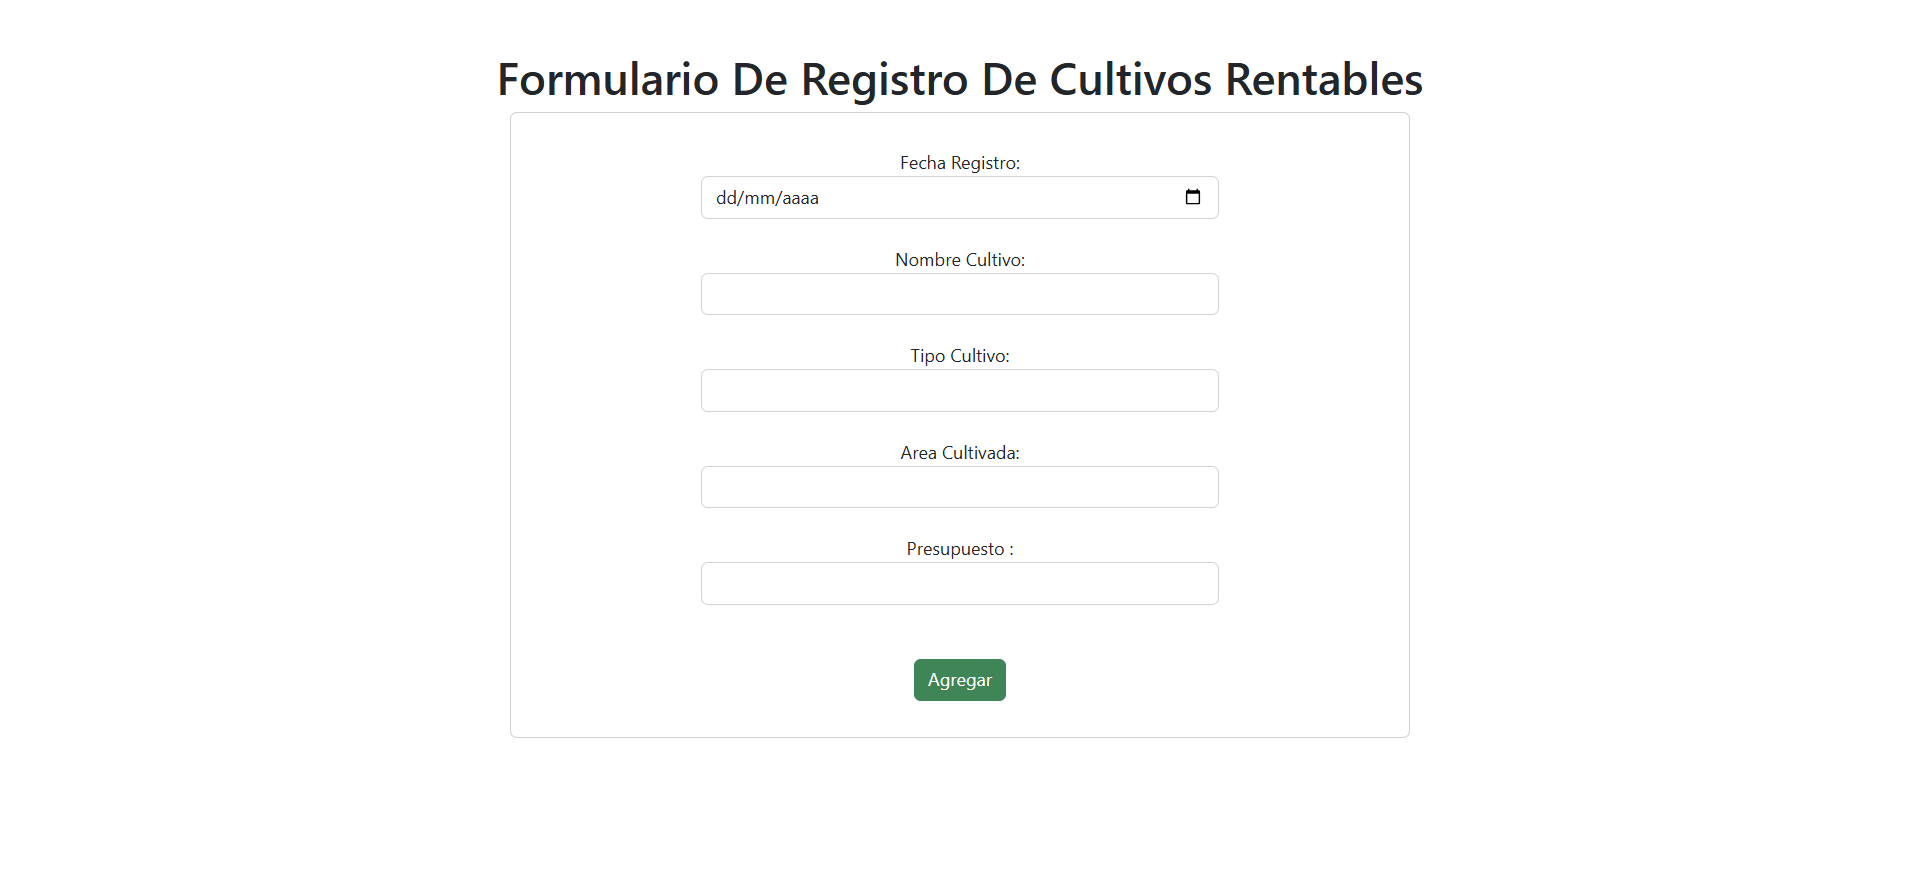 Formulario De Registro De Cultivos Rentables
Fecha Registro:
dd/mm/aaaa
Nombre Cultivo:
Tipo Cultivo:
Area Cultivada:
Presupuesto :
Agregar